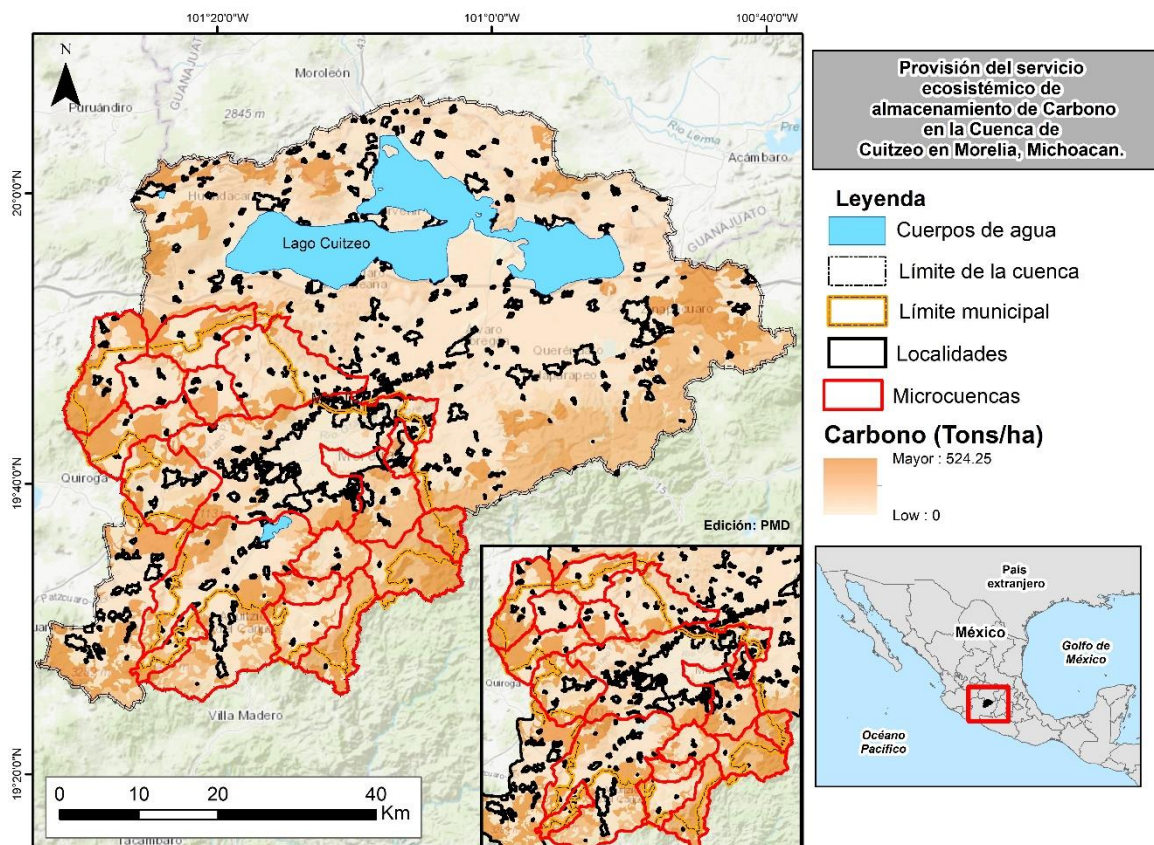 101°20'0"W
101°0'0"W
100°40'0"W
N
Moroleón
GUANAJUATO
Puruándiro
2845 m
Río Lerma
Acámbaro
20°0'0"N
GUANAJUATO
Lago Cuitzeo
19°40'0"N
Quiroga
15
Edición: PMD
Villa Madero
19°20'0"N
0
10
20
40
Km
Tacámbaro
Quiroga
Provisión del servicio
ecosistémico de
almacenamiento de Carbono
en la Cuenca de
Cuitzeo en Morelia, Michoacan.
Leyenda
Cuerpos de agua
Límite de la cuenca
Límite municipal
Localidades
Microcuencas
Carbono (Tons/ha)
Mayor : 524.25
Low : 0
País
extranjero
México
Golfo de
México
Océano
Pacífico